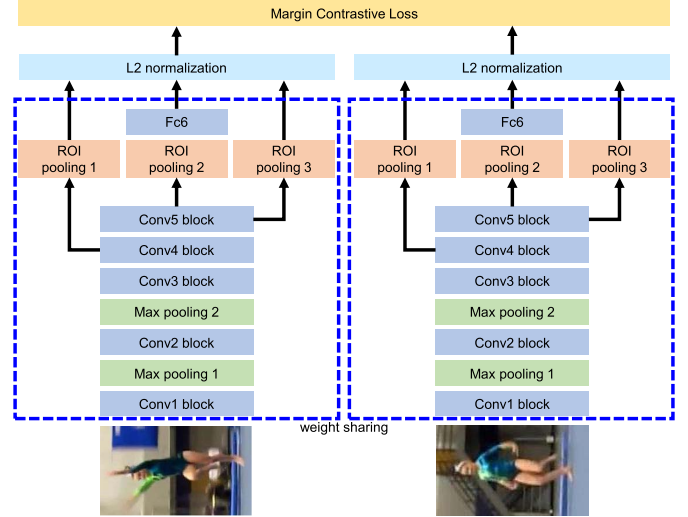 Margin Contrastive Loss
L2 normalization
L2 normalization
Fc6
Fc6
ROI pooling 1
ROI pooling 2
ROI pooling 3
ROI pooling 1
ROI pooling 2
ROI pooling 3
Conv5 block
Conv5 block
Conv4 block
Conv4 block
Conv3 block
Conv3 block
Max pooling 2
Max pooling 2
Conv2 block
Conv2 block
Max pooling 1
Max pooling 1
Conv1 block
Conv1 block
weight sharing